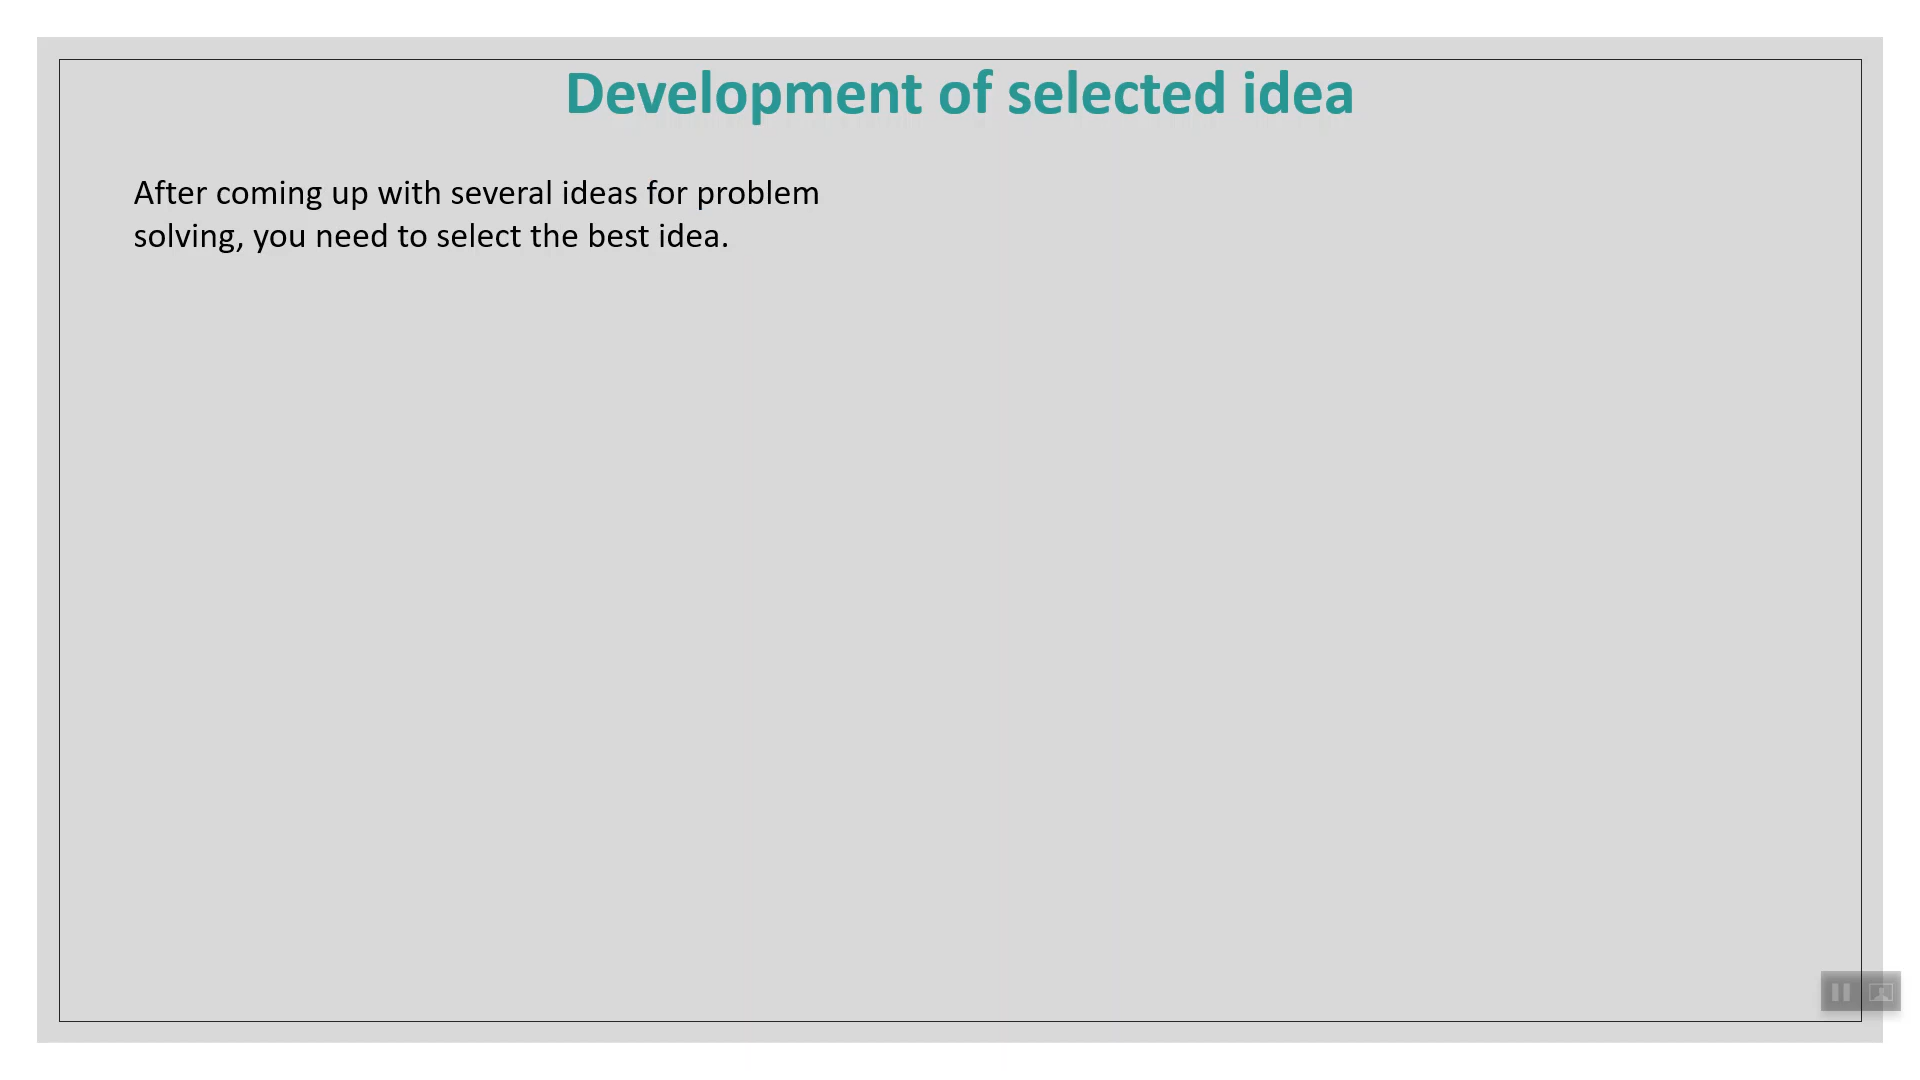 Development of selected idea
After coming up with several ideas for problem
solving, you need to select the best idea.